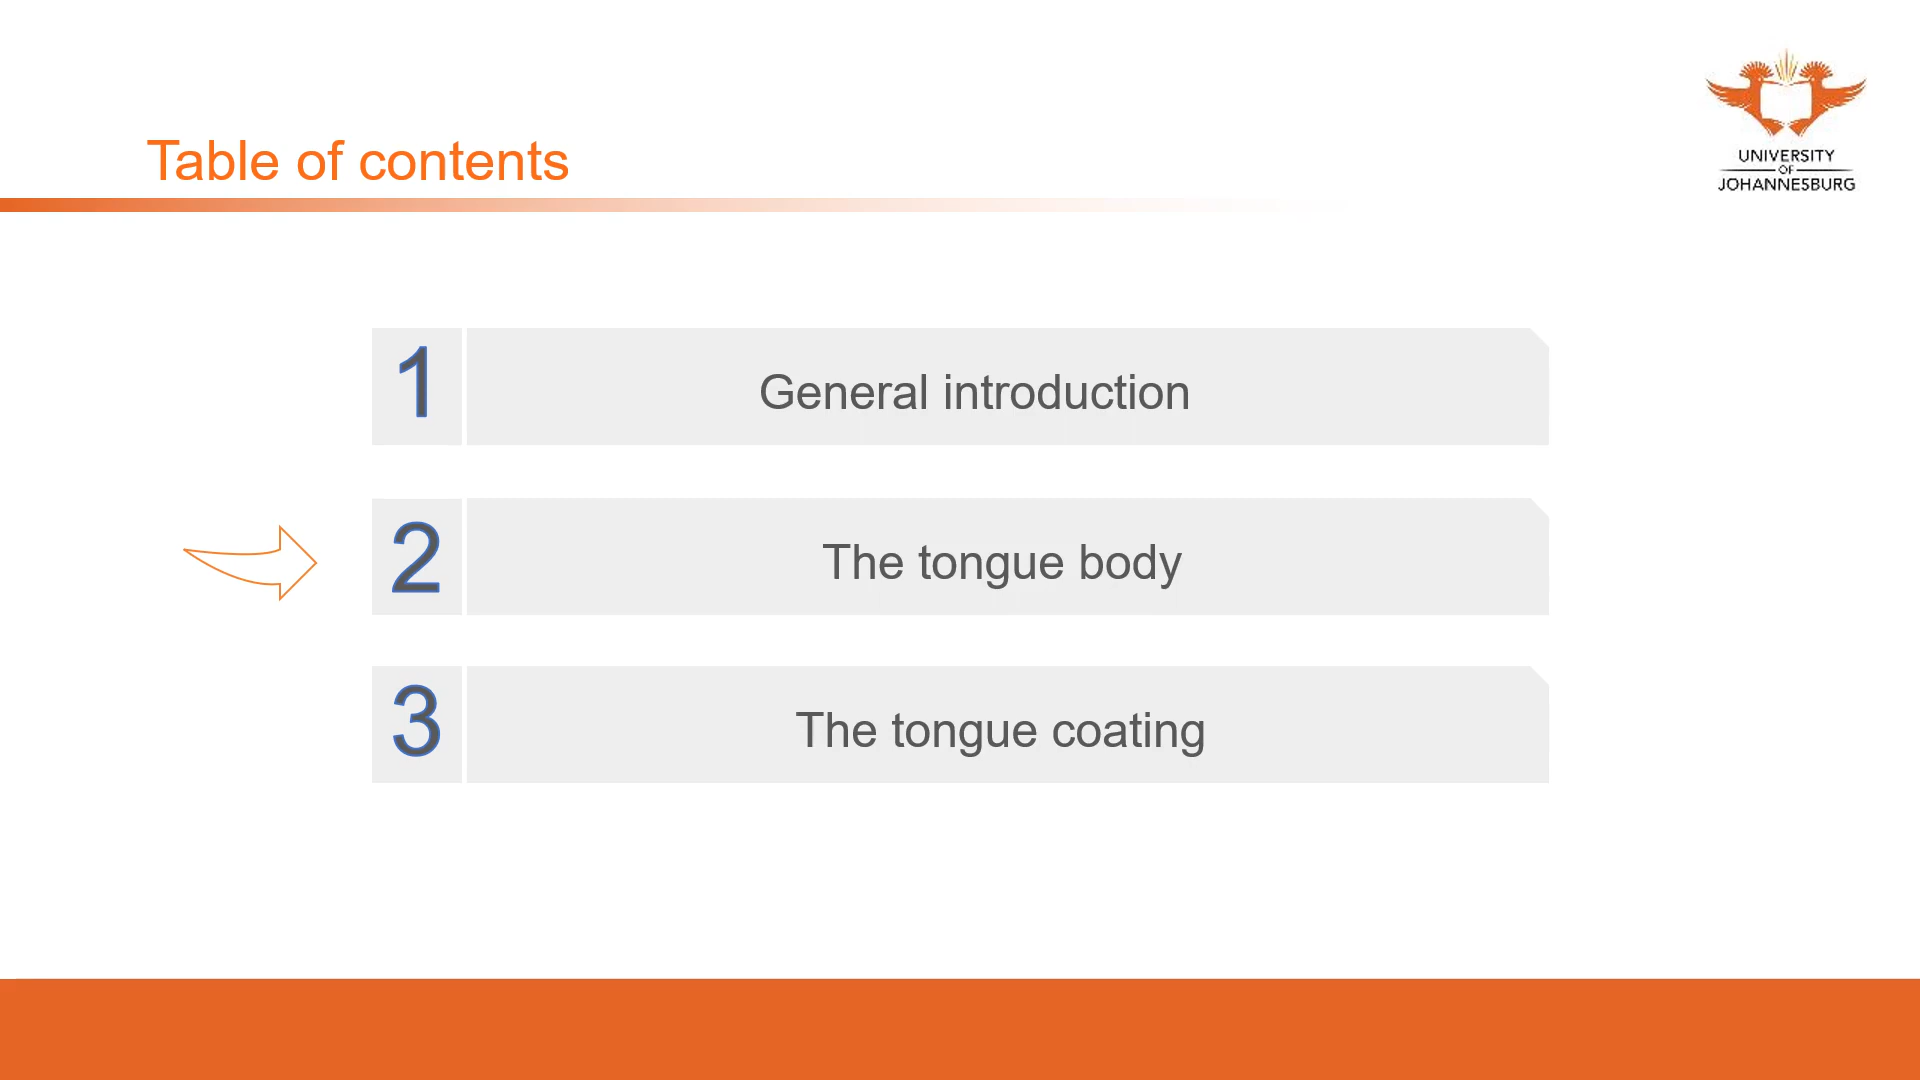 UNIVERSITY
OF
JOHANNESBURG
Table of contents
1 General introduction
2 The tongue body
3 The tongue coating